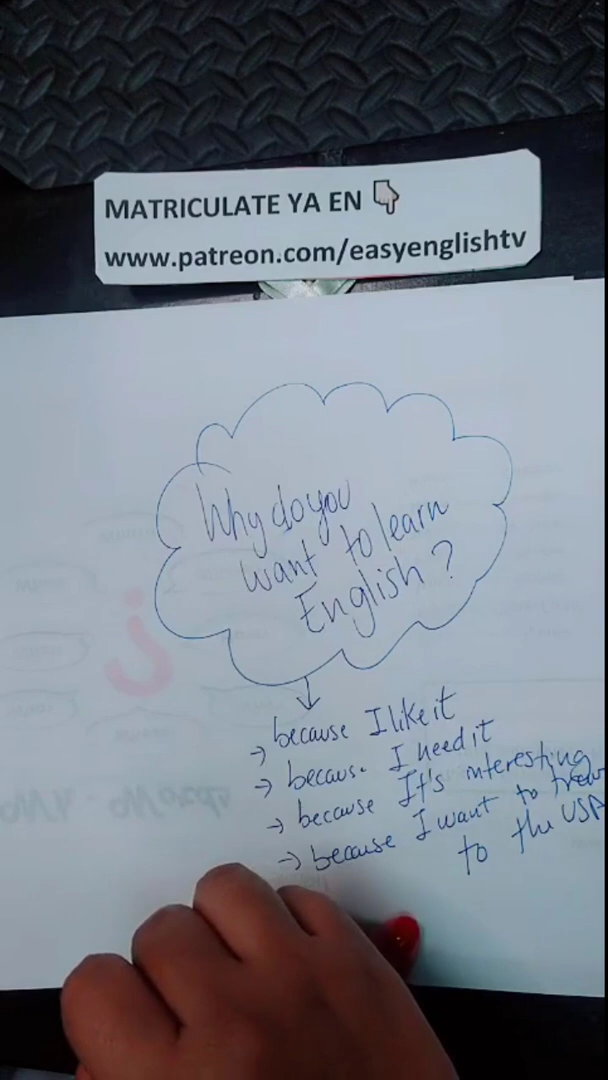 MATRICULATE YA EN
www.patreon.com/easyenglishtv
Why do you
want to learn
English?
→ because I like it
→ because I need it
→ because It's interesting
→ because I want to
to the USA